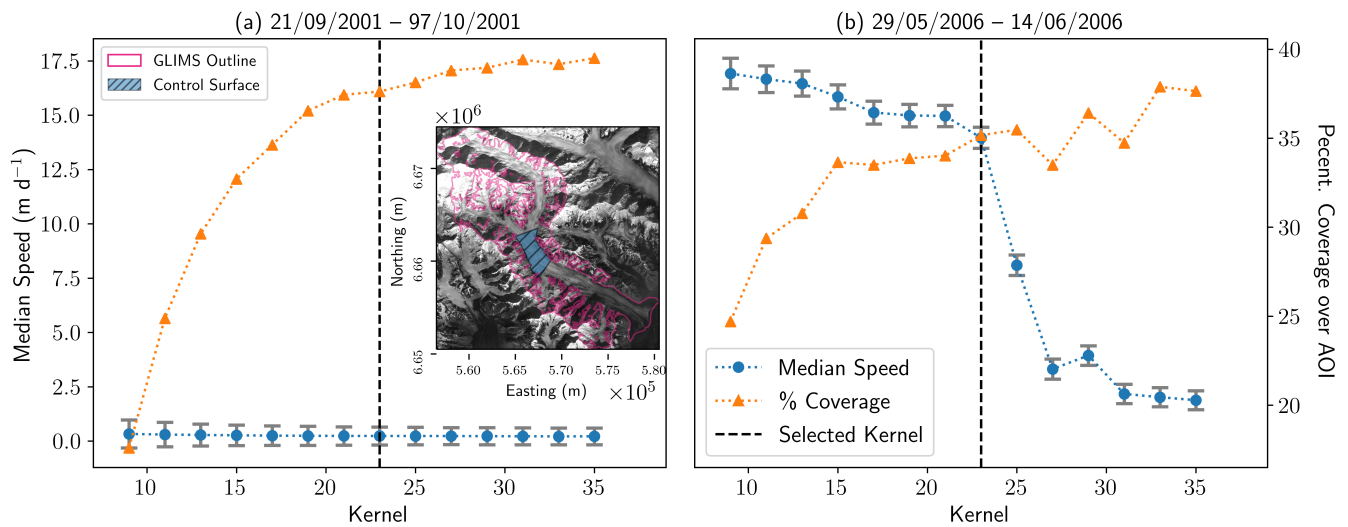 (a) 21/09/2001 – 97/10/2001
(b) 29/05/2006 – 14/06/2006
GLIMS Outline
Control Surface
Median Speed (m d⁻¹)
17.5
15.0
12.5
10.0
7.5
5.0
2.5
0.0
10
15
20
25
30
35
Kernel
×10⁶
Northing (m)
6.67
6.66
6.65
5.60
5.65
5.70
5.75
5.80
Easting (m)
×10⁵
Median Speed
% Coverage
Selected Kernel
10
15
20
25
30
35
Kernel
40
35
30
25
20
Pecent. Coverage over AOI